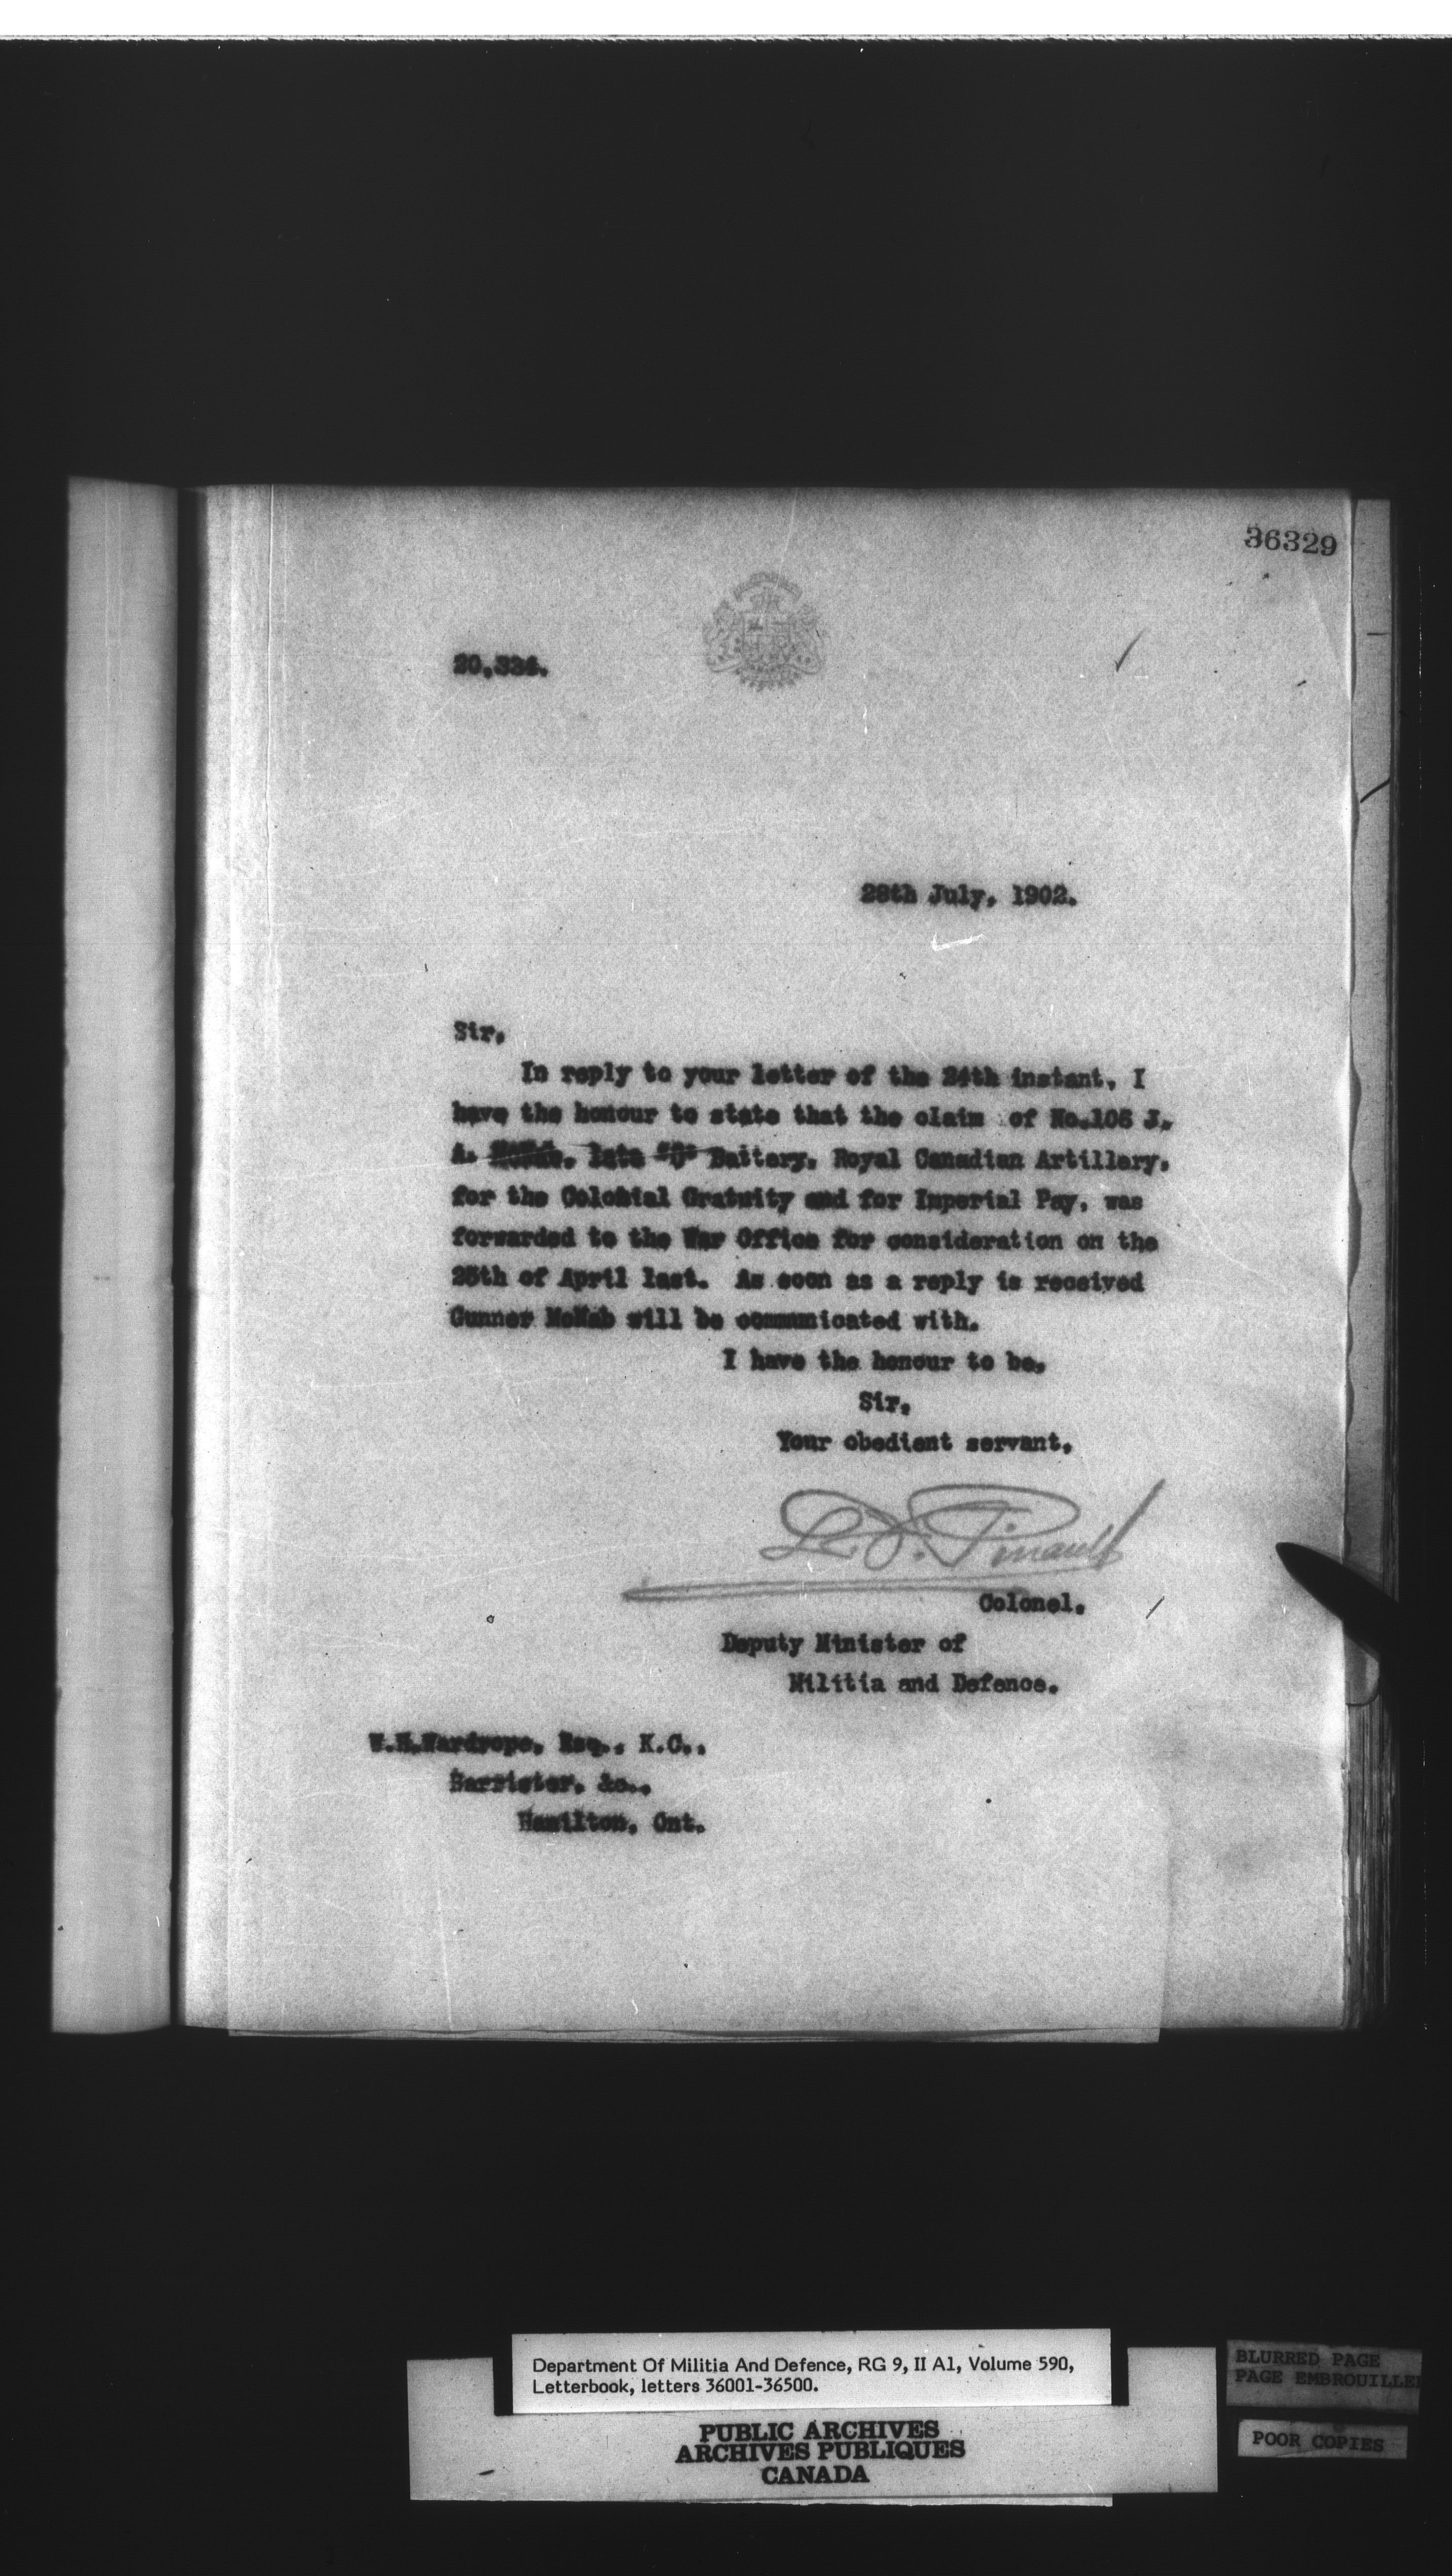 36329
20,334.
28th July, 1902.
Sir,
In reply to your letter of the 24th instant, I
have the honour to state that the claim of No.106 J.
A. late "C" Battery, Royal Canadian Artillery,
for the Colonial Gratuity and for Imperial Pay, was
forwarded to the War Office for consideration on the
25th of April last. As soon as a reply is received
Gunner McNab will be communicated with.
I have the honour to be,
Sir,
Your obedient servant,
L. F. Pinault
Colonel.
Deputy Minister of
Militia and Defence.
W.H.Wardrope, Esq., K.C.,
Barrister, &c.,
Hamilton, Ont.
Department Of Militia And Defence, RG 9, II A1, Volume 590,
Letterbook, letters 36001-36500.
PUBLIC ARCHIVES
ARCHIVES PUBLIQUES
CANADA
BLURRED PAGE
PAGE EMBROUILLE
POOR COPIES